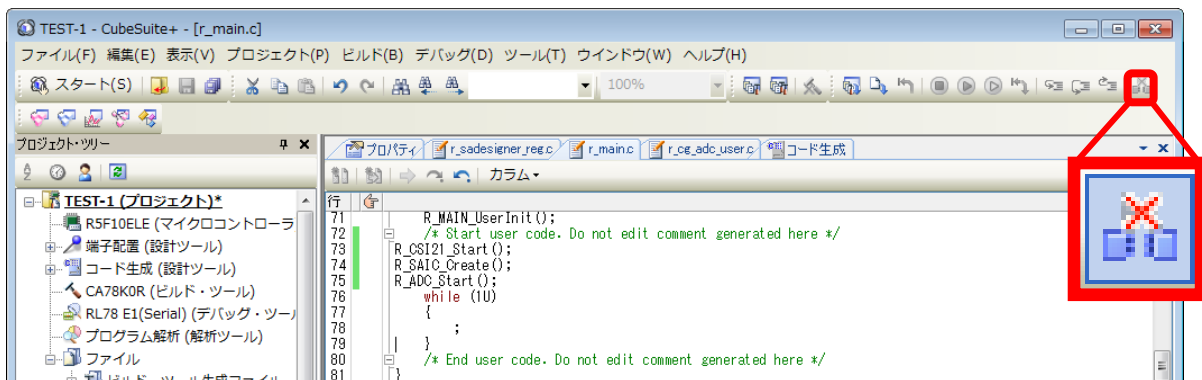 TEST-1 - CubeSuite+ - [r_main.c]
ファイル(F) 編集(E) 表示(V) プロジェクト(P) ビルド(B) デバッグ(D) ツール(T) ウインドウ(W) ヘルプ(H)
スタート(S) 100%
プロジェクト・ツリー
プロパティ r_sadesigner_reg.c r_main.c r_cg_adc_user.c コード生成
カラム
行
TEST-1 (プロジェクト)*
R5F10ELE (マイクロコントローラ
端子配置 (設計ツール)
コード生成 (設計ツール)
CA78K0R (ビルド・ツール)
RL78 E1(Serial) (デバッグ・ツール
プログラム解析 (解析ツール)
ファイル
71 R_MAIN_UserInit();
72 /* Start user code. Do not edit comment generated here */
73 R_CSI21_Start();
74 R_SAIC_Create();
75 R_ADC_Start();
76 while (1U)
77 {
78 ;
79 }
80 /* End user code. Do not edit comment generated here */
81 }